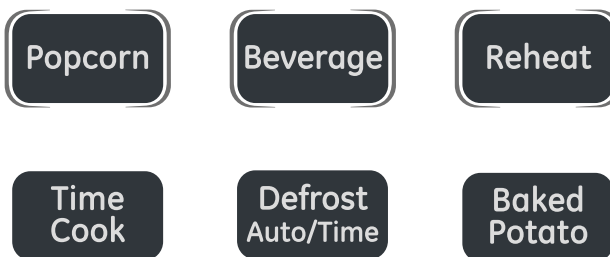 Popcorn
Beverage
Reheat
Time
Cook
Defrost
Auto/Time
Baked
Potato